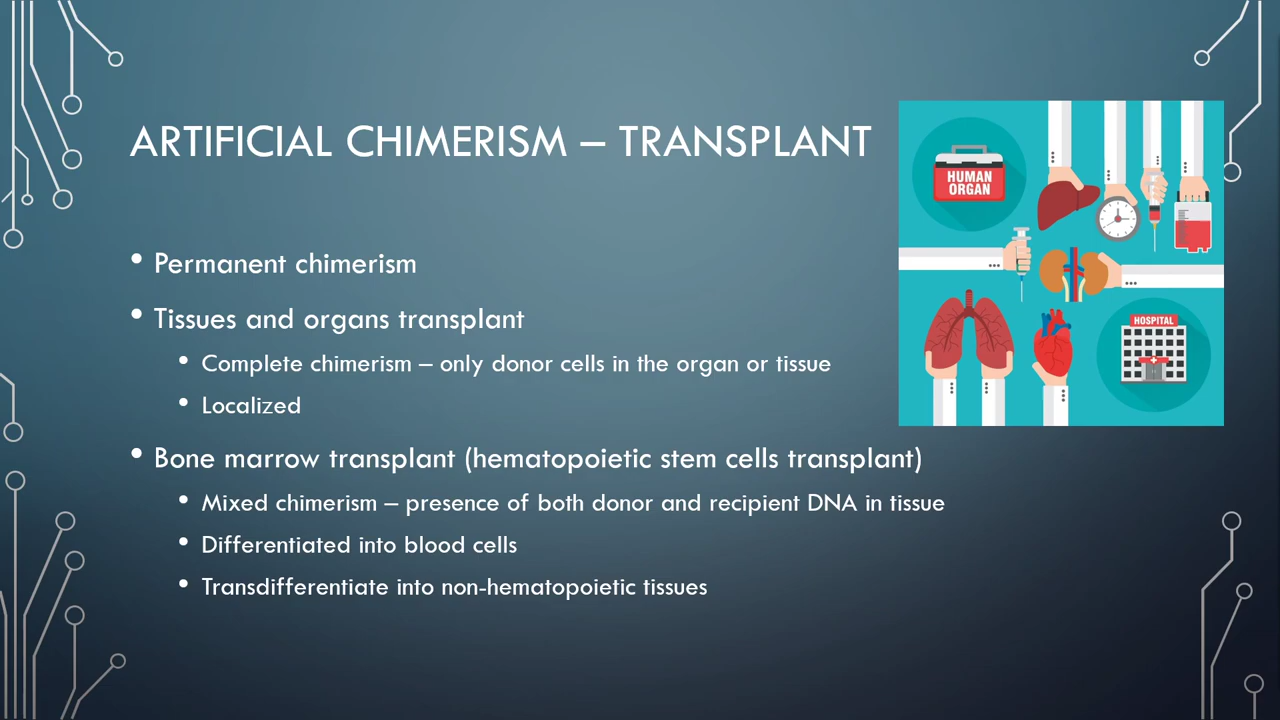 ARTIFICIAL CHIMERISM – TRANSPLANT
HUMAN
ORGAN
• Permanent chimerism
• Tissues and organs transplant
• Complete chimerism – only donor cells in the organ or tissue
• Localized
HOSPITAL
• Bone marrow transplant (hematopoietic stem cells transplant)
• Mixed chimerism – presence of both donor and recipient DNA in tissue
• Differentiated into blood cells
• Transdifferentiate into non-hematopoietic tissues